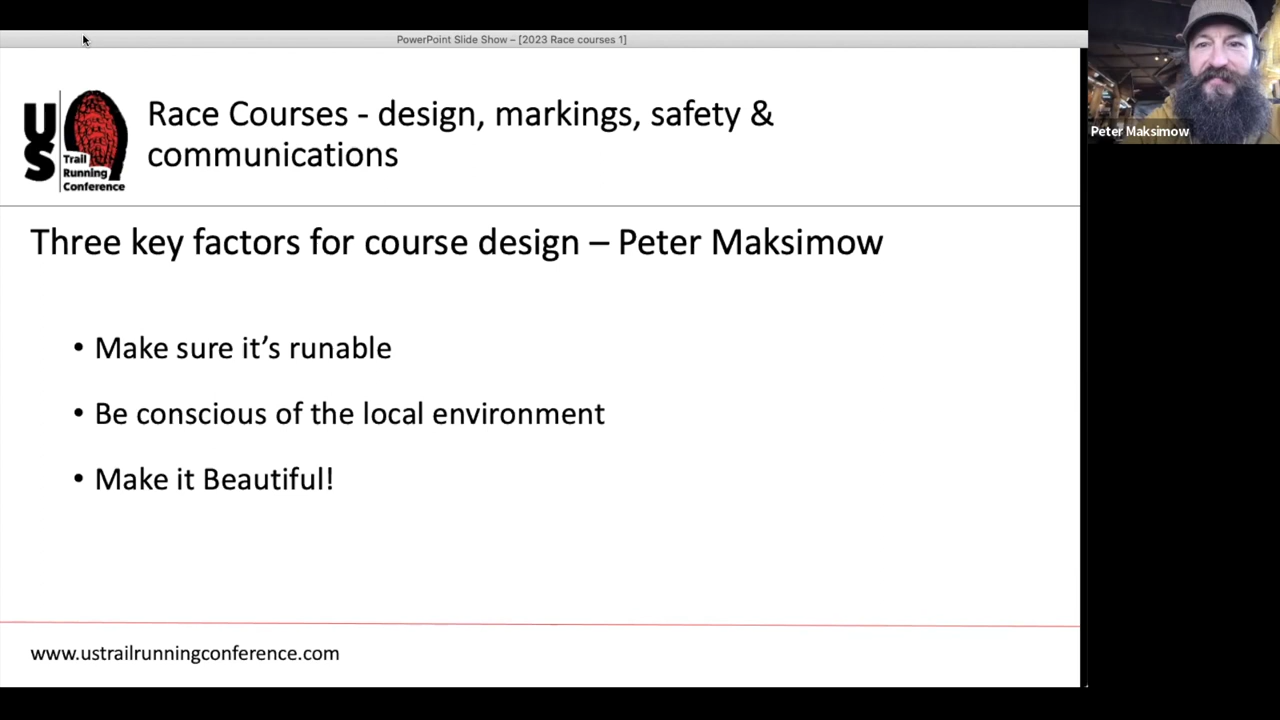 PowerPoint Slide Show – [2023 Race courses 1]
US
Trail
Running
Conference
Race Courses - design, markings, safety &
communications
Peter Maksimow
Three key factors for course design – Peter Maksimow
• Make sure it's runable
• Be conscious of the local environment
• Make it Beautiful!
www.ustrailrunningconference.com